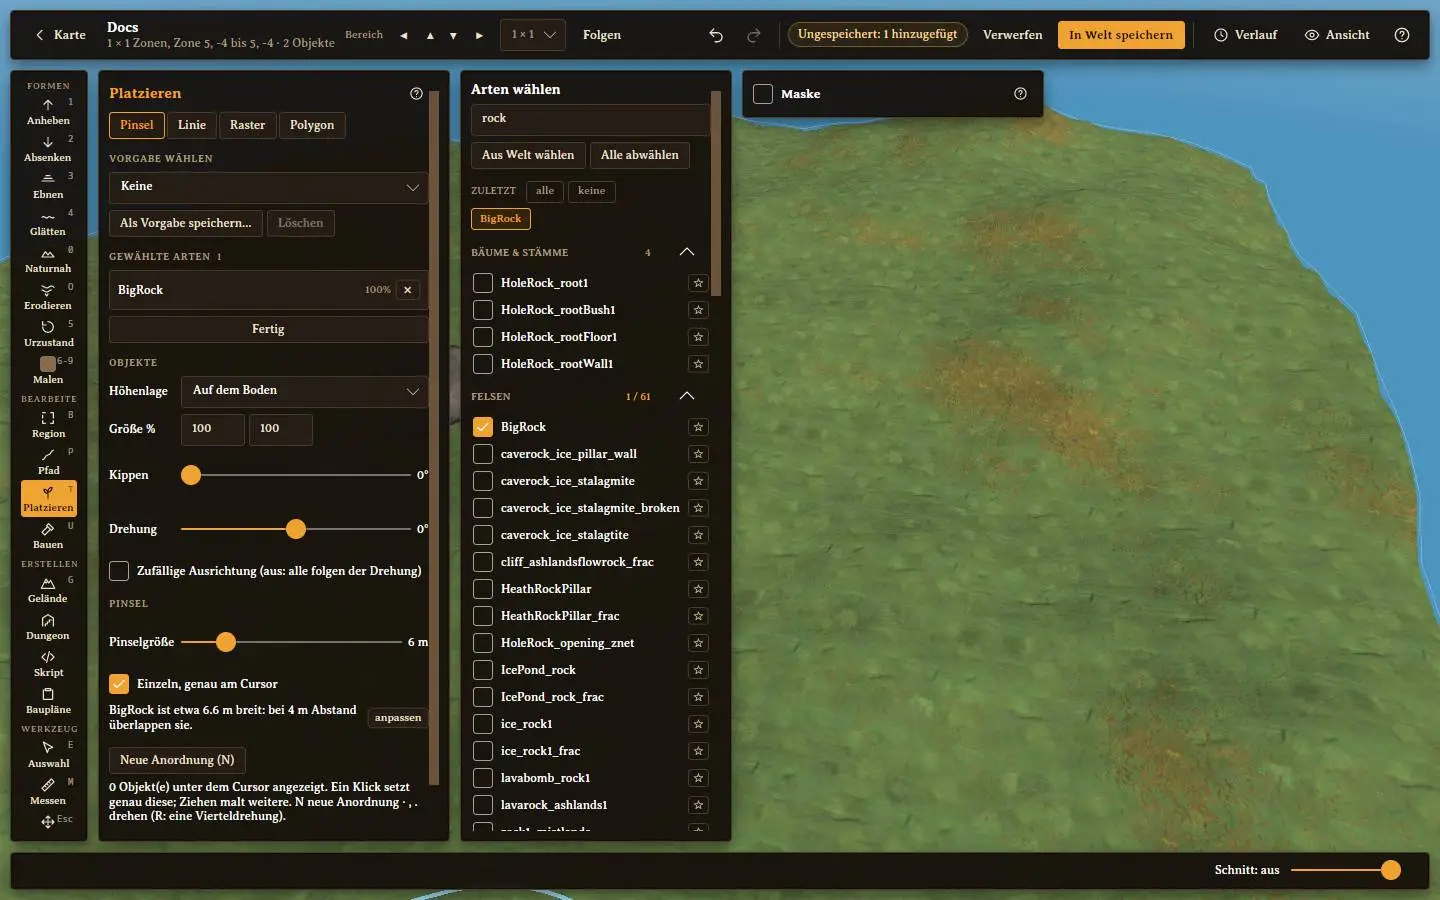 Karte
Docs
1 × 1 Zonen, Zone 5, -4 bis 5, -4 · 2 Objekte
Bereich
1 × 1
Folgen
Ungespeichert: 1 hinzugefügt
Verwerfen
In Welt speichern
Verlauf
Ansicht
FORMEN
1
Anheben
2
Absenken
3
Ebnen
4
Glätten
0
Naturnah
O
Erodieren
5
Urzustand
6-9
Malen
BEARBEITE
B
Region
P
Pfad
T
Platzieren
U
Bauen
ERSTELLEN
G
Gelände
Dungeon
Skript
Baupläne
WERKZEUG
E
Auswahl
M
Messen
Esc
Platzieren
Pinsel
Linie
Raster
Polygon
VORGABE WÄHLEN
Keine
Als Vorgabe speichern...
Löschen
GEWÄHLTE ARTEN 1
BigRock
100%
Fertig
OBJEKTE
Höhenlage
Auf dem Boden
Größe %
100
100
Kippen
0°
Drehung
0°
Zufällige Ausrichtung (aus: alle folgen der Drehung)
PINSEL
Pinselgröße
6 m
Einzeln, genau am Cursor
BigRock ist etwa 6.6 m breit: bei 4 m Abstand
überlappen sie.
anpassen
Neue Anordnung (N)
0 Objekt(e) unter dem Cursor angezeigt. Ein Klick setzt
genau diese; Ziehen malt weitere. N neue Anordnung · , .
drehen (R: eine Vierteldrehung).
Arten wählen
rock
Aus Welt wählen
Alle abwählen
ZULETZT
alle
keine
BigRock
BÄUME & STÄMME
4
HoleRock_root1
HoleRock_rootBush1
HoleRock_rootFloor1
HoleRock_rootWall1
FELSEN
1 / 61
BigRock
caverock_ice_pillar_wall
caverock_ice_stalagmite
caverock_ice_stalagmite_broken
caverock_ice_stalagtite
cliff_ashlandsflowrock_frac
HeathRockPillar
HeathRockPillar_frac
HoleRock_opening_znet
IcePond_rock
IcePond_rock_frac
ice_rock1
ice_rock1_frac
lavabomb_rock1
lavarock_ashlands1
Maske
Schnitt: aus